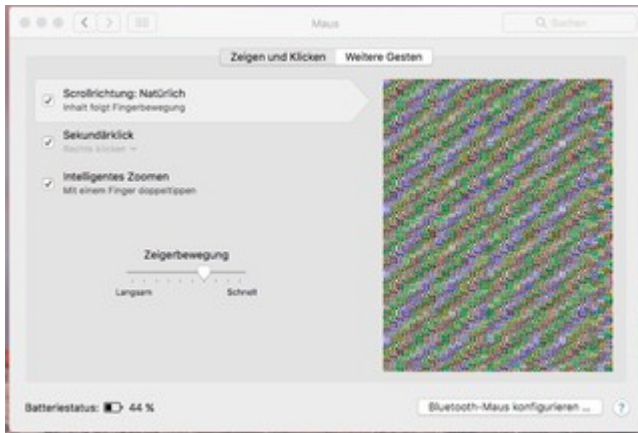 Maus
Suchen
Zeigen und Klicken
Weitere Gesten
Scrollrichtung: Natürlich
Inhalt folgt Fingerbewegung
Sekundärklick
Rechts klicken
Intelligentes Zoomen
Mit einem Finger doppeltippen
Zeigerbewegung
Langsam
Schnell
Batteriestatus: 44 %
Bluetooth-Maus konfigurieren ...
?